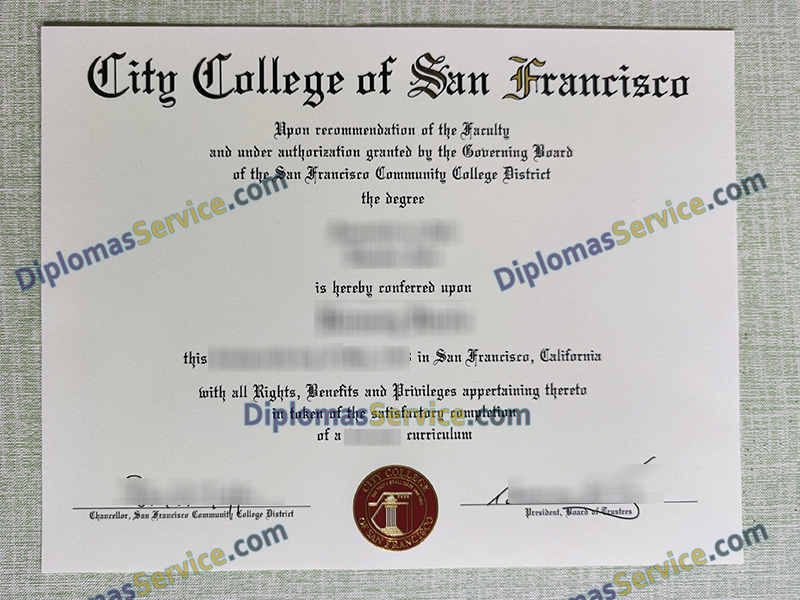 City College of San Francisco
Upon recommendation of the Faculty
and under authorization granted by the Governing Board
of the San Francisco Community College District
the degree
DiplomasService.com
DiplomasService.com
is hereby conferred upon
this in San Francisco, California
with all Rights, Benefits and Privileges appertaining thereto
DiplomasService.com
in token of the satisfactory completion
of a curriculum
CITY COLLEGE
OF SAN FRANCISCO
Chancellor, San Francisco Community College District
President, Board of Trustees
masService.com
DiplomasService.com
masService.com